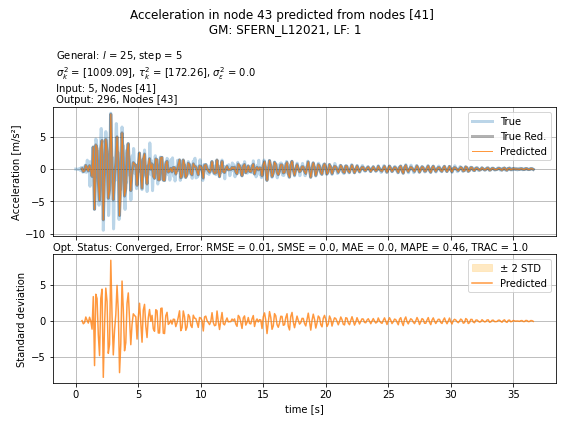 Acceleration in node 43 predicted from nodes [41]
GM: SFERN_L12021, LF: 1
General: l = 25, step = 5
σ²ₖ = [1009.09], τ²ₖ = [172.26], σ²ε = 0.0
Input: 5, Nodes [41]
Output: 296, Nodes [43]
Acceleration [m/s²]
5
0
−5
−10
True
True Red.
Predicted
Opt. Status: Converged, Error: RMSE = 0.01, SMSE = 0.0, MAE = 0.0, MAPE = 0.46, TRAC = 1.0
Standard deviation
5
0
−5
± 2 STD
Predicted
0 5 10 15 20 25 30 35
time [s]